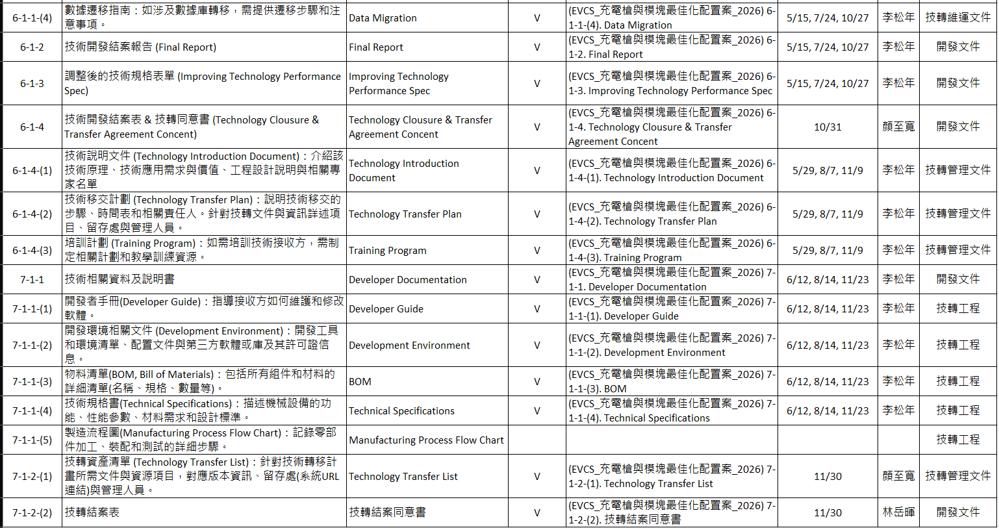 6-1-1-(4)
數據遷移指南：如涉及數據庫轉移，需提供遷移步驟和注
意事項。
Data Migration
V
(EVCS_充電槍與模塊最佳化配置案_2026) 6-
1-1-(4). Data Migration
5/15, 7/24, 10/27
李松年
技轉維運文件
6-1-2
技術開發結案報告 (Final Report)
Final Report
V
(EVCS_充電槍與模塊最佳化配置案_2026) 6-
1-2. Final Report
5/15, 7/24, 10/27
李松年
開發文件
6-1-3
調整後的技術規格表單 (Improving Technology Performance
Spec)
Improving Technology
Performance Spec
V
(EVCS_充電槍與模塊最佳化配置案_2026) 6-
1-3. Improving Technology Performance Spec
5/15, 7/24, 10/27
李松年
開發文件
6-1-4
技術開發結案表 & 技轉同意書 (Technology Clousure &
Transfer Agreement Concent)
Technology Clousure & Transfer
Agreement Concent
V
(EVCS_充電槍與模塊最佳化配置案_2026) 6-
1-4. Technology Clousure & Transfer
Agreement Concent
10/31
顏至寬
開發文件
6-1-4-(1)
技術說明文件 (Technology Introduction Document)：介紹該
技術原理、技術應用需求與價值、工程設計說明與相關專
家名單
Technology Introduction
Document
V
(EVCS_充電槍與模塊最佳化配置案_2026) 6-
1-4-(1). Technology Introduction Document
5/29, 8/7, 11/9
李松年
技轉管理文件
6-1-4-(2)
技術移交計劃 (Technology Transfer Plan)：說明技術移交的
步驟、時間表和相關責任人。針對技轉文件與資訊詳述項
目、留存處與管理人員。
Technology Transfer Plan
V
(EVCS_充電槍與模塊最佳化配置案_2026) 6-
1-4-(2). Technology Transfer Plan
5/29, 8/7, 11/9
李松年
技轉管理文件
6-1-4-(3)
培訓計劃 (Training Program)：如需培訓技術接收方，需制
定相關計劃和教學訓練資源。
Training Program
V
(EVCS_充電槍與模塊最佳化配置案_2026) 6-
1-4-(3). Training Program
5/29, 8/7, 11/9
李松年
技轉管理文件
7-1-1
技術相關資料及說明書
Developer Documentation
V
(EVCS_充電槍與模塊最佳化配置案_2026) 7-
1-1. Developer Documentation
6/12, 8/14, 11/23
李松年
開發文件
7-1-1-(1)
開發者手冊(Developer Guide)：指導接收方如何維護和修改
軟體。
Developer Guide
V
(EVCS_充電槍與模塊最佳化配置案_2026) 7-
1-1-(1). Developer Guide
6/12, 8/14, 11/23
李松年
技轉工程
7-1-1-(2)
開發環境相關文件 (Development Environment)：開發工具
和環境清單、配置文件與第三方軟體或庫及其許可證信
息。
Development Environment
V
(EVCS_充電槍與模塊最佳化配置案_2026) 7-
1-1-(2). Development Environment
6/12, 8/14, 11/23
李松年
技轉工程
7-1-1-(3)
物料清單(BOM, Bill of Materials)：包括所有組件和材料的
詳細清單(名稱、規格、數量等)。
BOM
V
(EVCS_充電槍與模塊最佳化配置案_2026) 7-
1-1-(3). BOM
6/12, 8/14, 11/23
李松年
技轉工程
7-1-1-(4)
技術規格書(Technical Specifications)：描述機械設備的功
能、性能參數、材料需求和設計標準。
Technical Specifications
V
(EVCS_充電槍與模塊最佳化配置案_2026) 7-
1-1-(4). Technical Specifications
6/12, 8/14, 11/23
李松年
技轉工程
7-1-1-(5)
製造流程圖(Manufacturing Process Flow Chart)：記錄零部
件加工、裝配和測試的詳細步驟。
Manufacturing Process Flow Chart
技轉工程
7-1-2-(1)
技轉資產清單 (Technology Transfer List)：針對技術轉移計
畫所需文件與資源項目，對應版本資訊、留存處(系統URL
連結)與管理人員。
Technology Transfer List
V
(EVCS_充電槍與模塊最佳化配置案_2026) 7-
1-2-(1). Technology Transfer List
11/30
顏至寬
技轉管理文件
7-1-2-(2)
技轉結案表
技轉結案同意書
V
(EVCS_充電槍與模塊最佳化配置案_2026) 7-
1-2-(2). 技轉結案同意書
11/30
林岳暉
開發文件